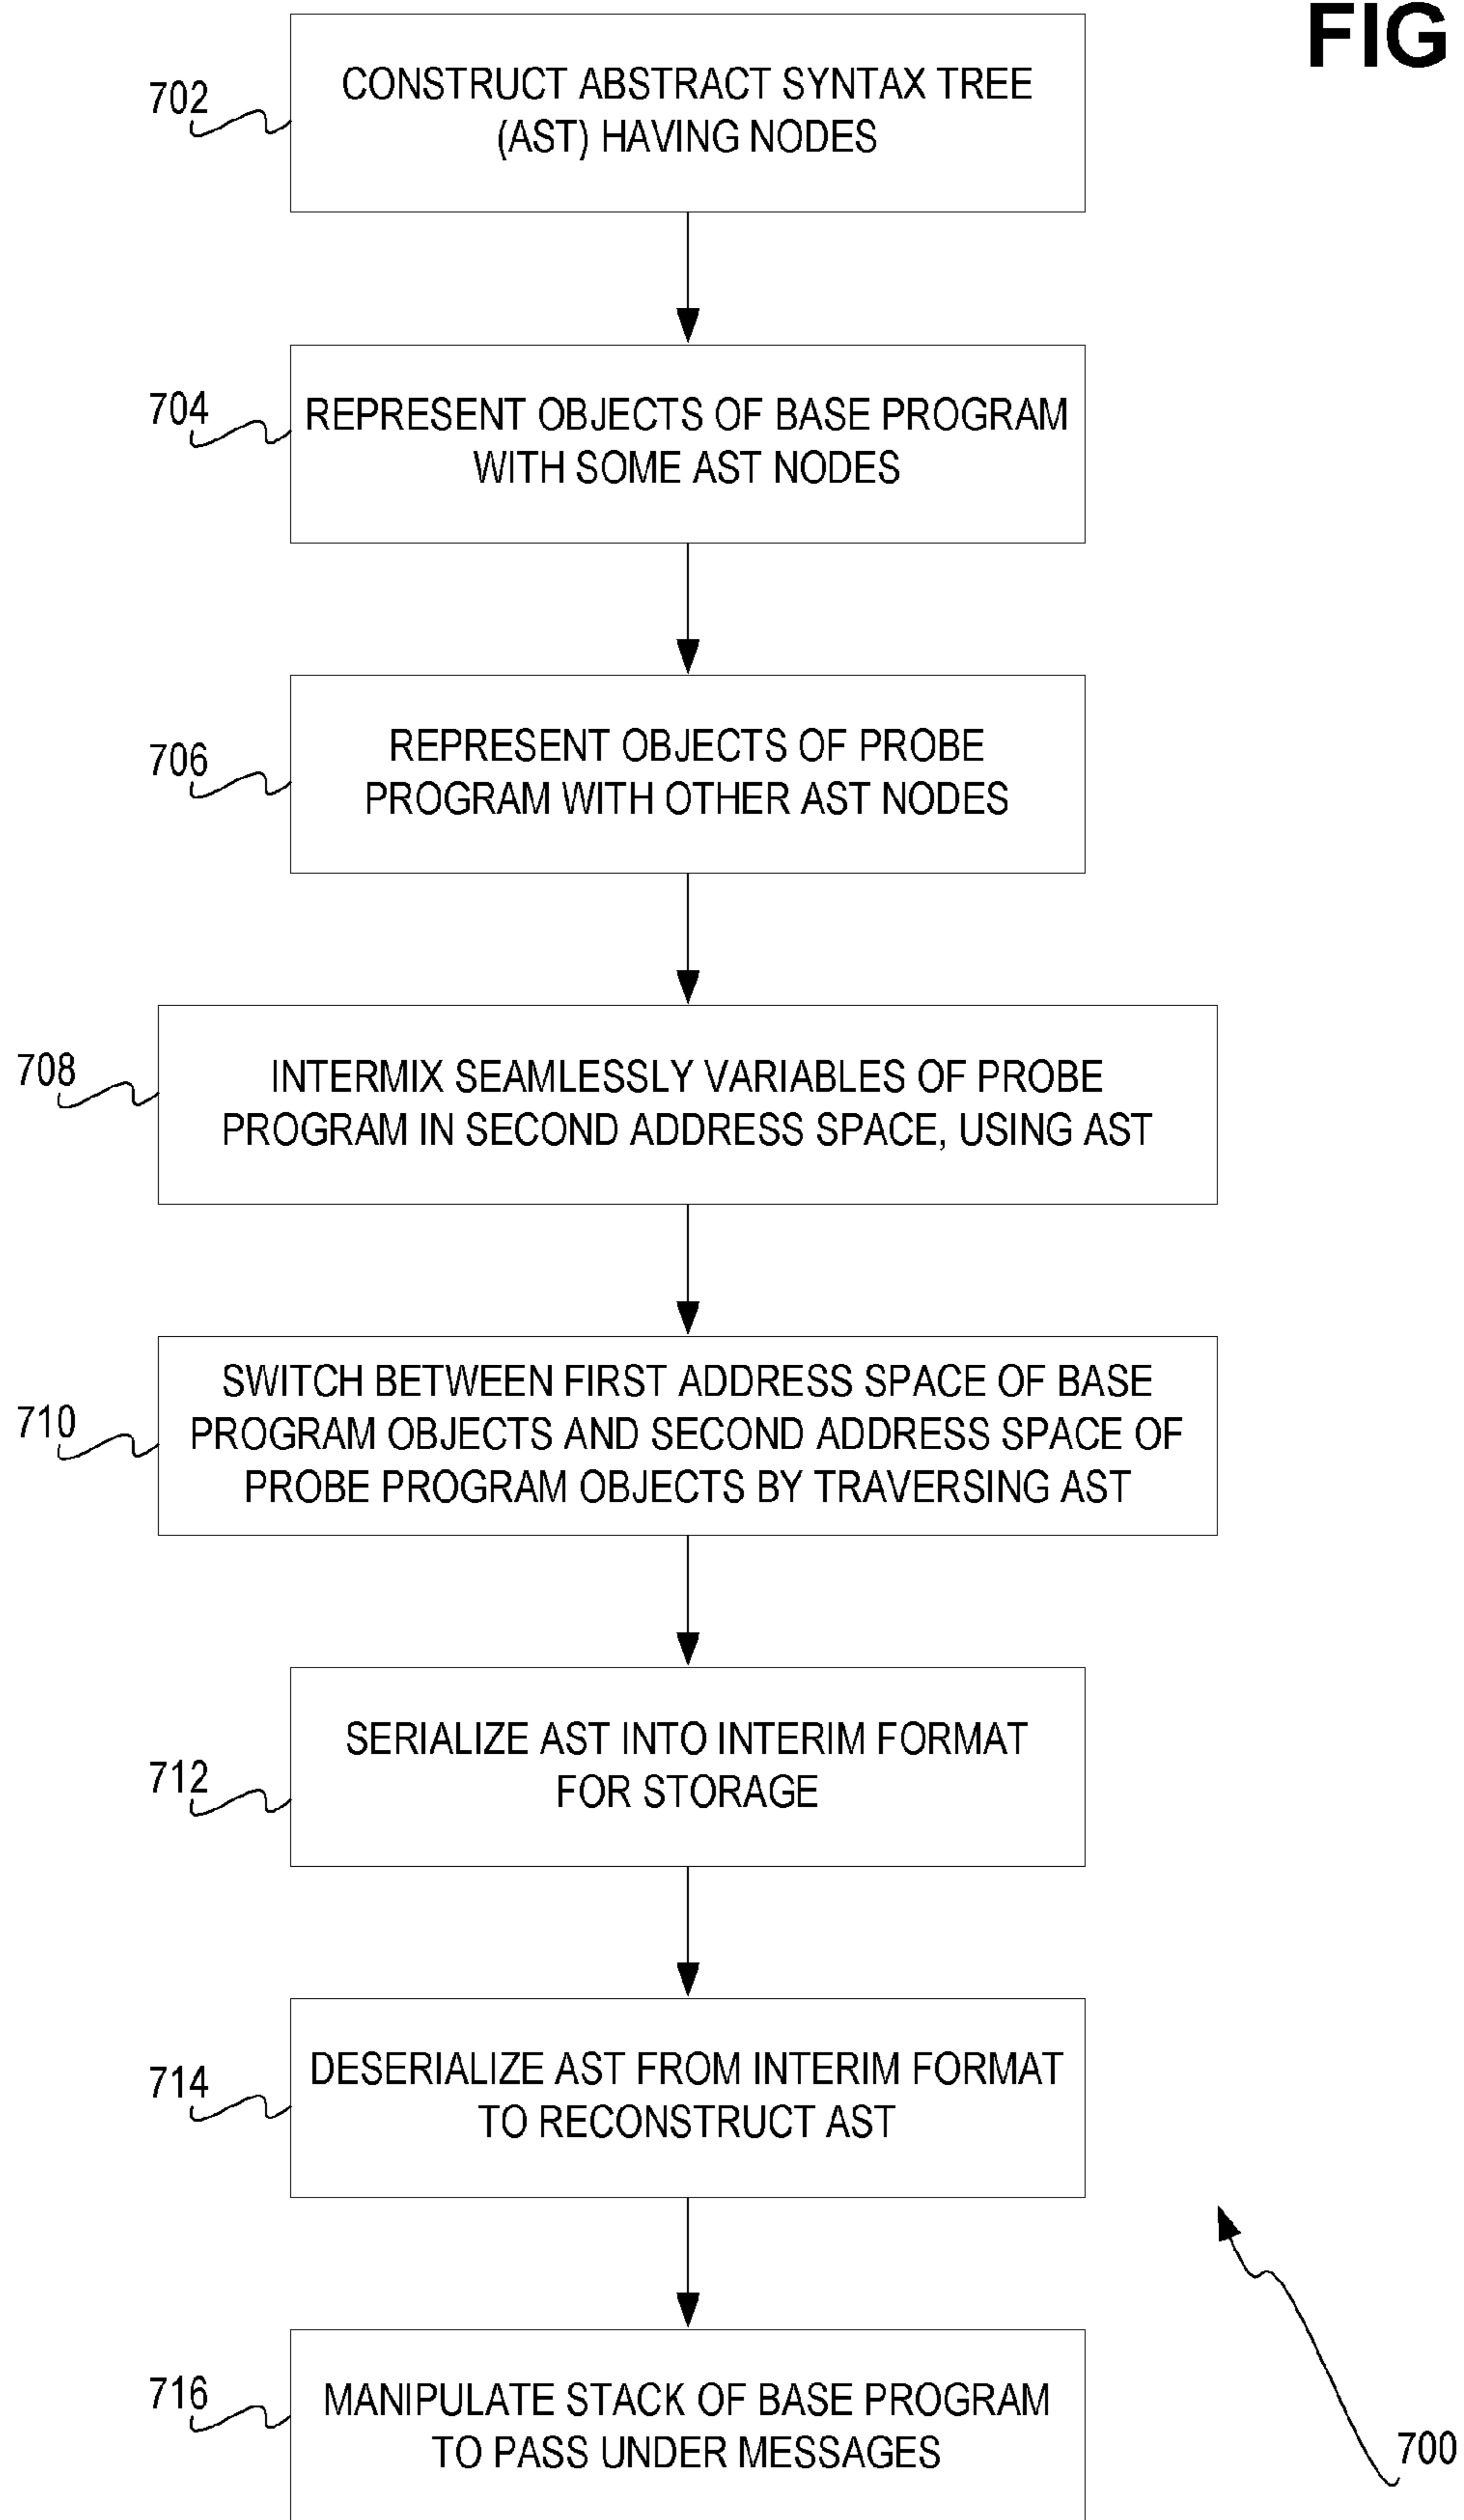 FIG
702
CONSTRUCT ABSTRACT SYNTAX TREE
(AST) HAVING NODES
704
REPRESENT OBJECTS OF BASE PROGRAM
WITH SOME AST NODES
706
REPRESENT OBJECTS OF PROBE
PROGRAM WITH OTHER AST NODES
708
INTERMIX SEAMLESSLY VARIABLES OF PROBE
PROGRAM IN SECOND ADDRESS SPACE, USING AST
710
SWITCH BETWEEN FIRST ADDRESS SPACE OF BASE
PROGRAM OBJECTS AND SECOND ADDRESS SPACE OF
PROBE PROGRAM OBJECTS BY TRAVERSING AST
712
SERIALIZE AST INTO INTERIM FORMAT
FOR STORAGE
714
DESERIALIZE AST FROM INTERIM FORMAT
TO RECONSTRUCT AST
716
MANIPULATE STACK OF BASE PROGRAM
TO PASS UNDER MESSAGES
700